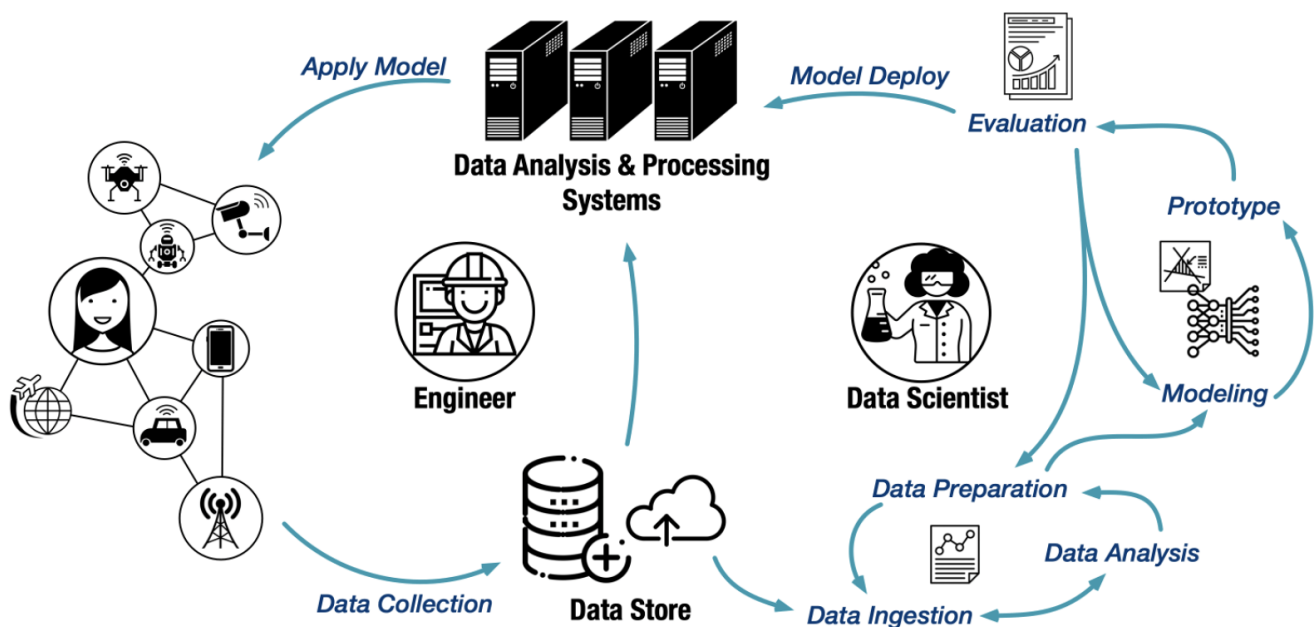 Apply Model
Data Analysis & Processing
Systems
Model Deploy
Evaluation
Prototype
Engineer
Data Scientist
Modeling
Data Preparation
Data Analysis
Data Collection
Data Store
Data Ingestion